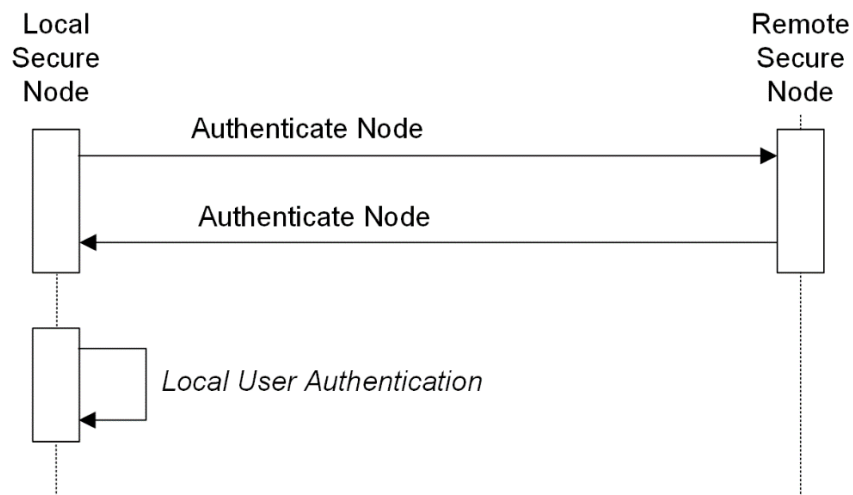 Local
Secure
Node
Remote
Secure
Node
Authenticate Node
Authenticate Node
Local User Authentication